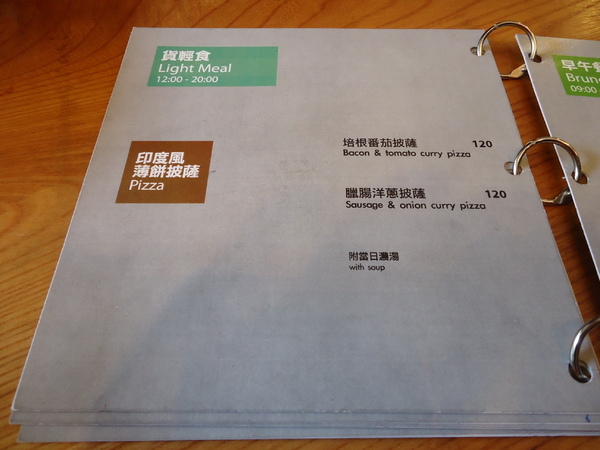 貨輕食
Light Meal
12:00 - 20:00
印度風
薄餅披薩
Pizza
培根番茄披薩 120
Bacon & tomato curry pizza
臘腸洋蔥披薩 120
Sausage & onion curry pizza
附當日濃湯
with soup
早午
Brun
09:00